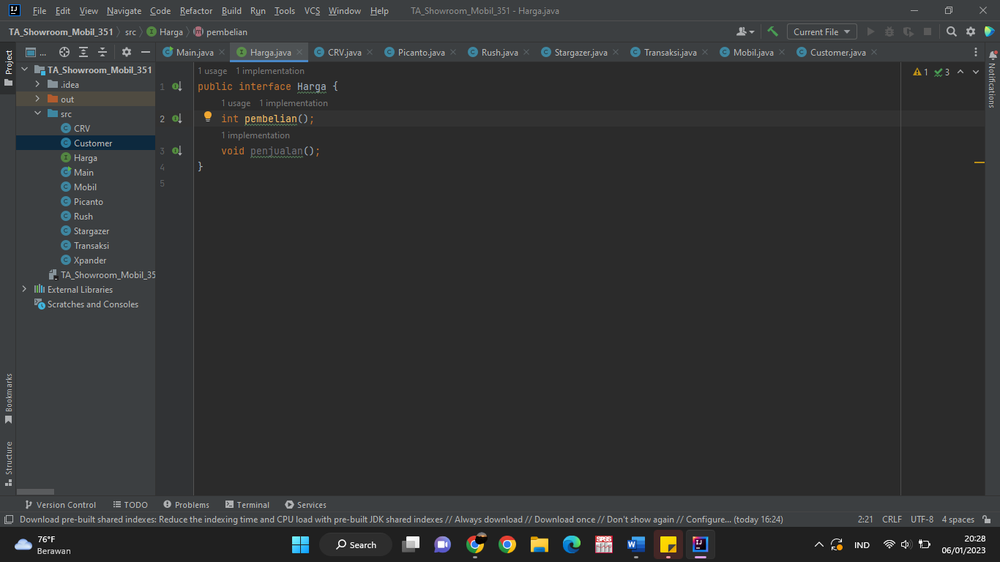 File Edit View Navigate Code Refactor Build Run Tools VCS Window Help TA_Showroom_Mobil_351 - Harga.java
TA_Showroom_Mobil_351 src Harga pembelian
Current File
Project
... Main.java Harga.java CRV.java Picanto.java Rush.java Stargazer.java Transaksi.java Mobil.java Customer.java
TA_Showroom_Mobil_351
.idea
out
src
CRV
Customer
Harga
Main
Mobil
Picanto
Rush
Stargazer
Transaksi
Xpander
TA_Showroom_Mobil_35
External Libraries
Scratches and Consoles
1 usage 1 implementation
1 public interface Harga {
1 usage 1 implementation
2 int pembelian();
1 implementation
3 void penjualan();
4 }
5
1 3
Notifications
Bookmarks
Structure
Version Control TODO Problems Terminal Services
Download pre-built shared indexes: Reduce the indexing time and CPU load with pre-built JDK shared indexes // Always download // Download once // Don't show again // Configure... (today 16:24) 2:21 CRLF UTF-8 4 spaces
76°F
Berawan
Search
SPSS
IND
20:28
06/01/2023